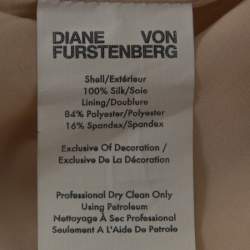 DIANE VON
FURSTENBERG
Shell/Extérieur
100% Silk/Soie
Lining/Doublure
84% Polyester/Polyester
16% Spandex/Spandex
Exclusive Of Decoration /
Exclusive De La Décoration
Professional Dry Clean Only
Using Petroleum
Nettoyage À Sec Professional
Seulement A L'Aide De Patrole